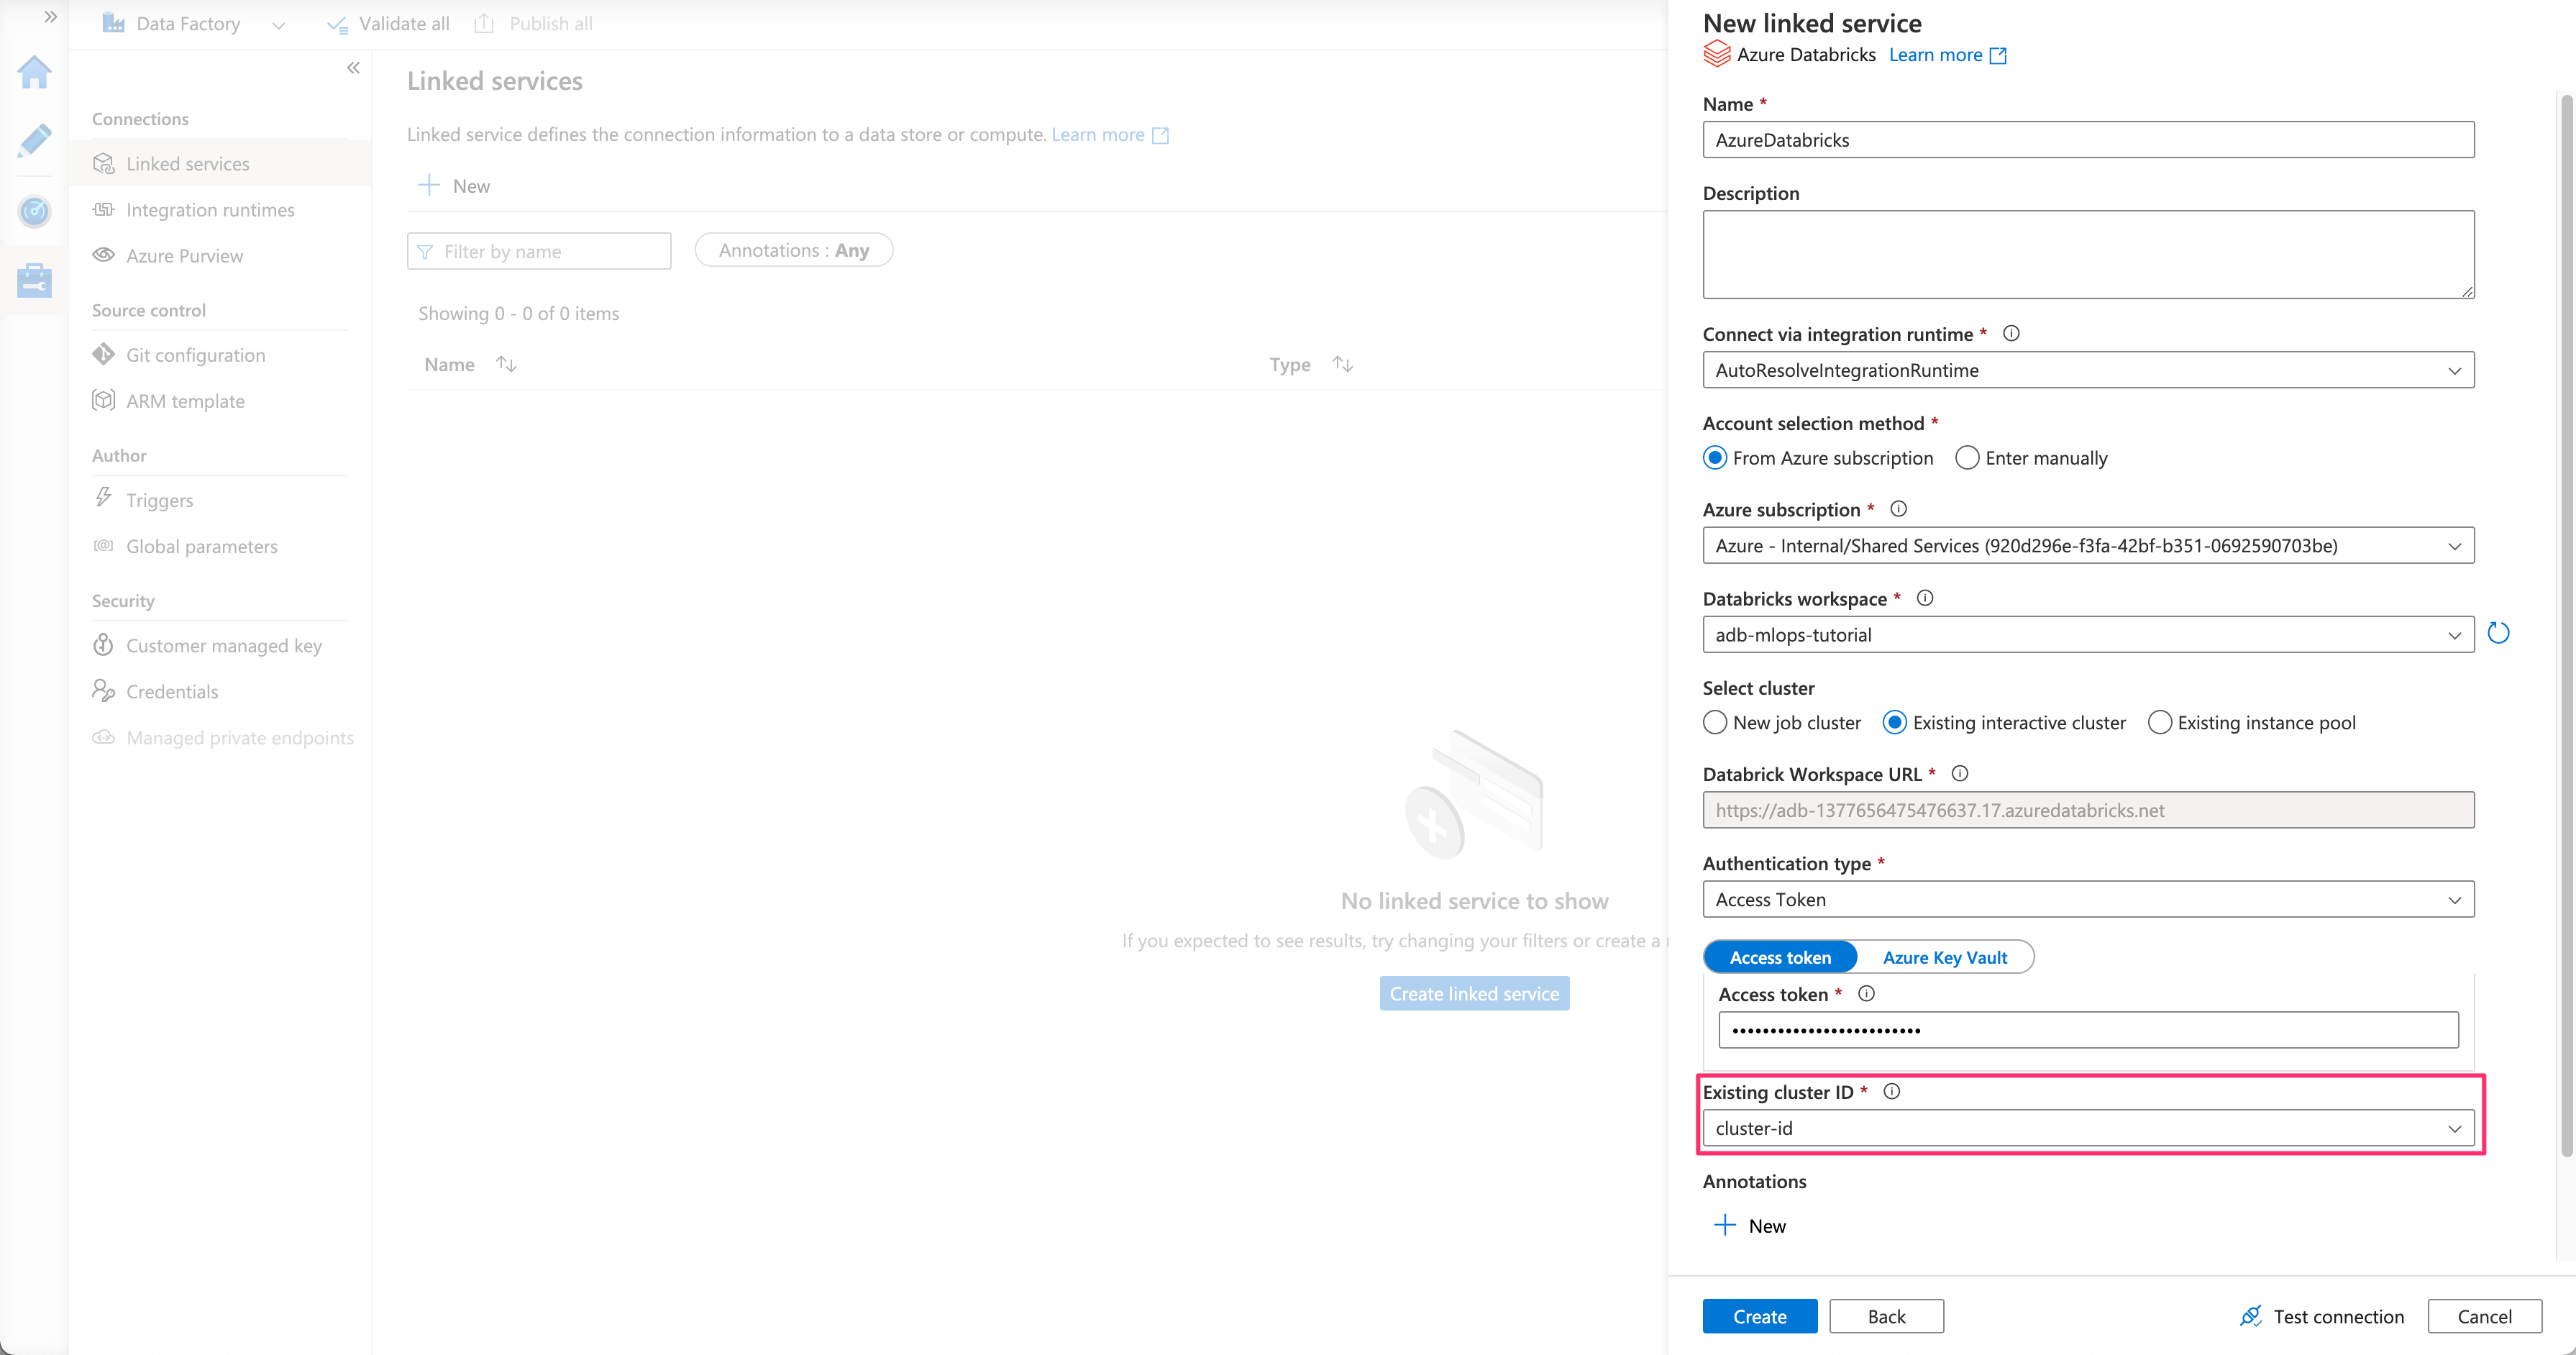 Data Factory
Validate all
Publish all
Connections
Linked services
Integration runtimes
Azure Purview
Source control
Git configuration
ARM template
Author
Triggers
Global parameters
Security
Customer managed key
Credentials
Managed private endpoints
Linked services
Linked service defines the connection information to a data store or compute. Learn more
New
Filter by name
Annotations : Any
Showing 0 - 0 of 0 items
Name
Type
No linked service to show
If you expected to see results, try changing your filters or create a
Create linked service
New linked service
Azure Databricks Learn more
Name *
AzureDatabricks
Description
Connect via integration runtime *
AutoResolveIntegrationRuntime
Account selection method *
From Azure subscription Enter manually
Azure subscription *
Azure - Internal/Shared Services (920d296e-f3fa-42bf-b351-0692590703be)
Databricks workspace *
adb-mlops-tutorial
Select cluster
New job cluster Existing interactive cluster Existing instance pool
Databrick Workspace URL *
https://adb-1377656475476637.17.azuredatabricks.net
Authentication type *
Access Token
Access token Azure Key Vault
Access token *
•••••••••••••••••••••••••
Existing cluster ID *
cluster-id
Annotations
New
Create Back Test connection Cancel